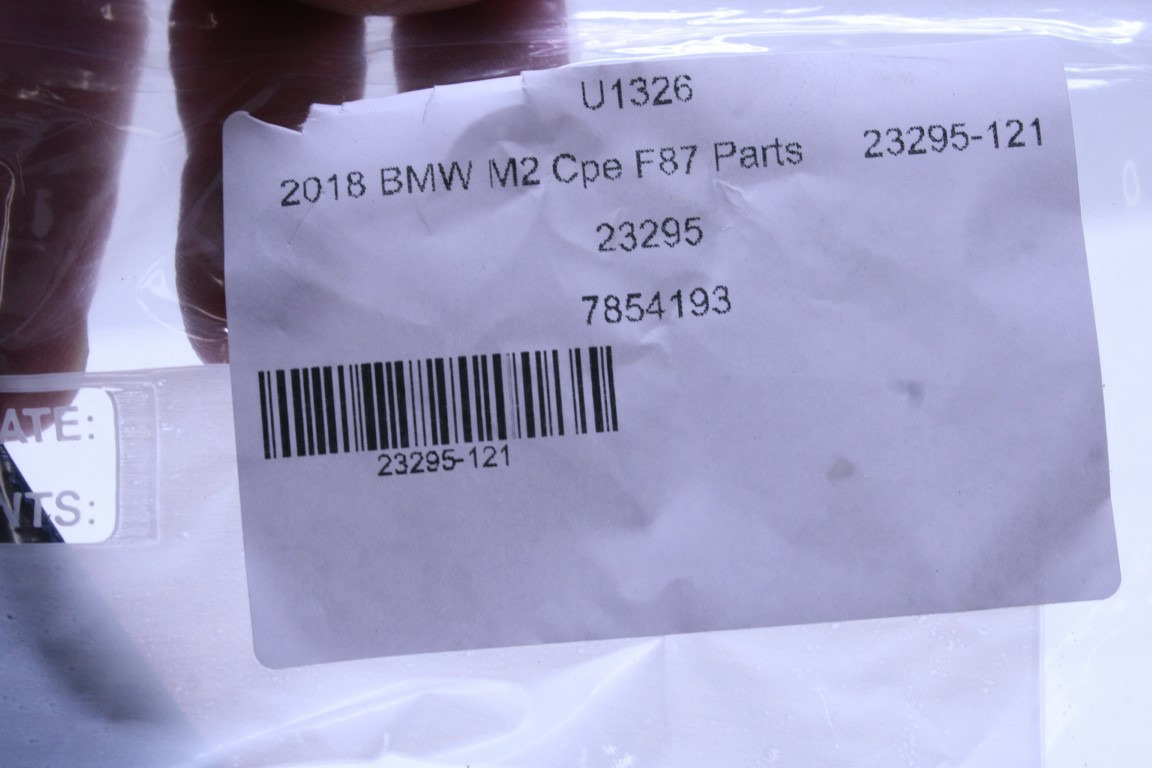 U1326
2018 BMW M2 Cpe F87 Parts 23295-121
23295
7854193
23295-121
ATE:
NTS: